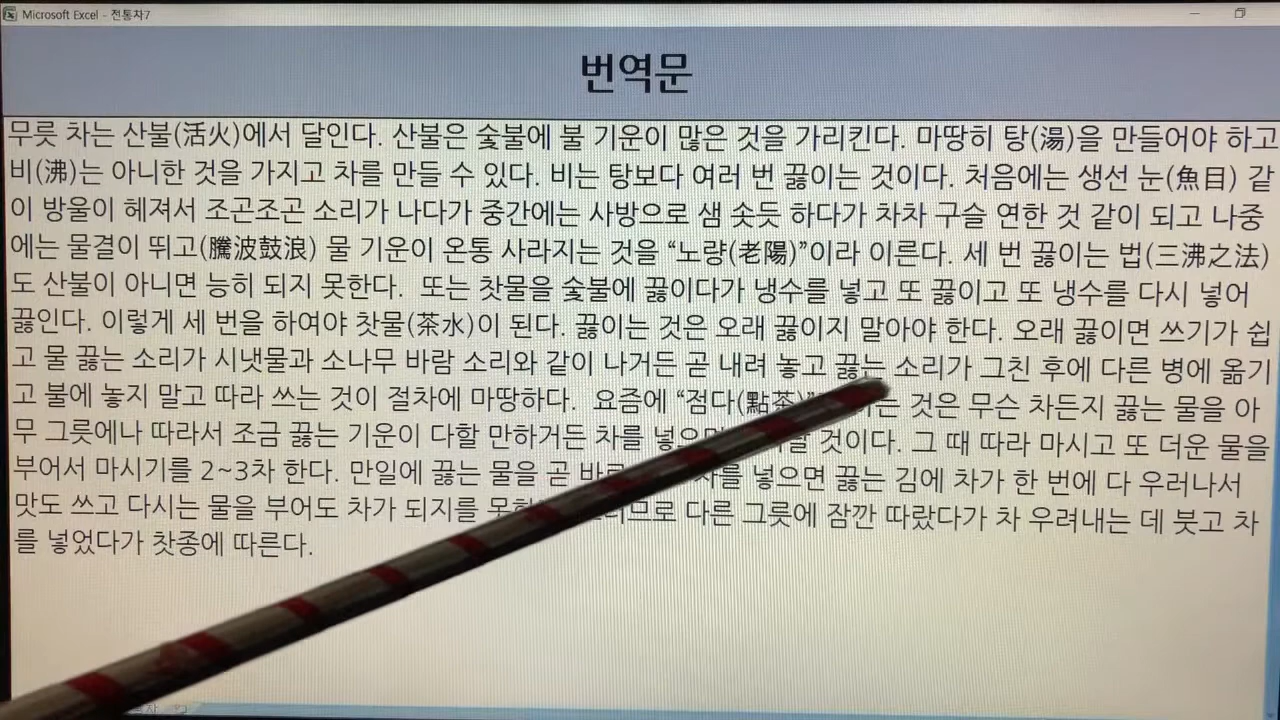 Microsoft Excel - 전통차7
번역문
무릇 차는 산불(活火)에서 달인다. 산불은 숯불에 불 기운이 많은 것을 가리킨다. 마땅히 탕(湯)을 만들어야 하고
비(沸)는 아니한 것을 가지고 차를 만들 수 있다. 비는 탕보다 여러 번 끓이는 것이다. 처음에는 생선 눈(魚目) 같
이 방울이 헤져서 조곤조곤 소리가 나다가 중간에는 사방으로 샘 솟듯 하다가 차차 구슬 연한 것 같이 되고 나중
에는 물결이 뛰고(騰波鼓浪) 물 기운이 온통 사라지는 것을 “노량(老陽)”이라 이른다. 세 번 끓이는 법(三沸之法)
도 산불이 아니면 능히 되지 못한다. 또는 찻물을 숯불에 끓이다가 냉수를 넣고 또 끓이고 또 냉수를 다시 넣어
끓인다. 이렇게 세 번을 하여야 찻물(茶水)이 된다. 끓이는 것은 오래 끓이지 말아야 한다. 오래 끓이면 쓰기가 쉽
고 물 끓는 소리가 시냇물과 소나무 바람 소리와 같이 나거든 곧 내려 놓고 끓는 소리가 그친 후에 다른 병에 옮기
고 불에 놓지 말고 따라 쓰는 것이 절차에 마땅하다. 요즘에 “점다(點茶)” 것은 무슨 차든지 끓는 물을 아
무 그릇에나 따라서 조금 끓는 기운이 다할 만하거든 차를 넣으 것이다. 그 때 따라 마시고 또 더운 물을
부어서 마시기를 2~3차 한다. 만일에 끓는 물을 곧 차를 넣으면 끓는 김에 차가 한 번에 다 우러나서
맛도 쓰고 다시는 물을 부어도 차가 되지를 다른 그릇에 잠깐 따랐다가 차 우려내는 데 붓고 차
를 넣었다가 찻종에 따른다.